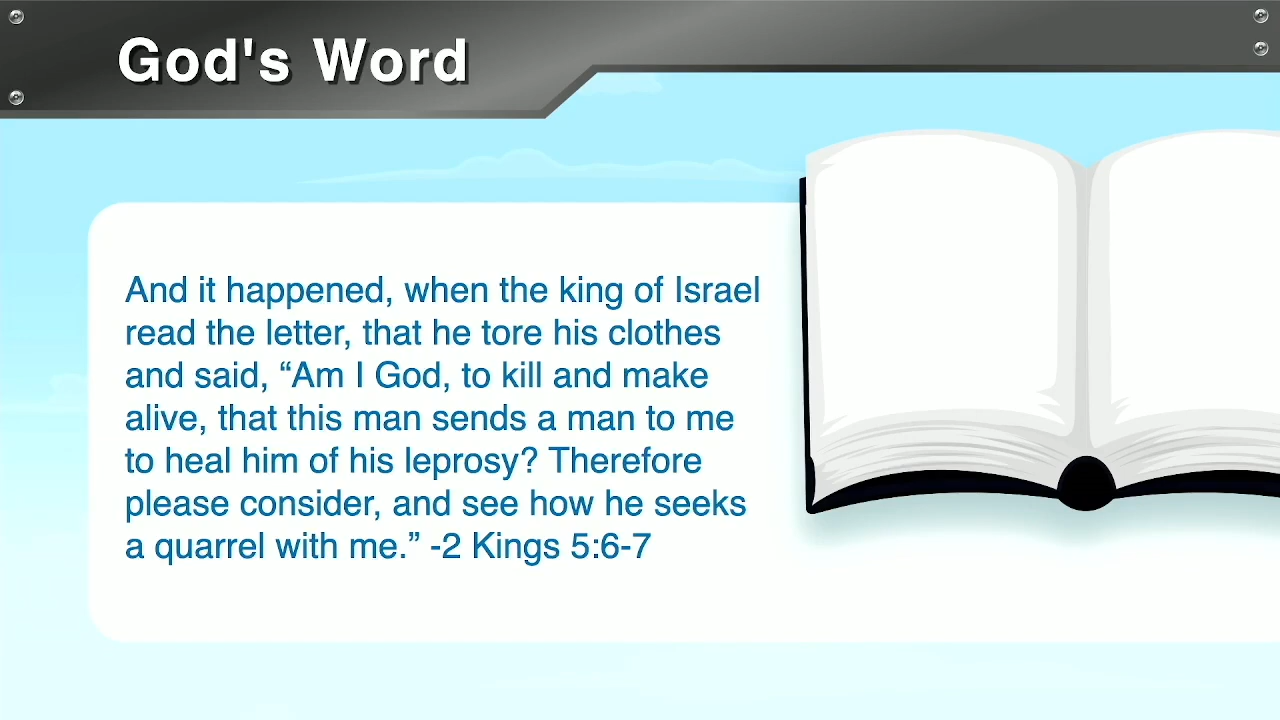 God's Word
And it happened, when the king of Israel
read the letter, that he tore his clothes
and said, “Am I God, to kill and make
alive, that this man sends a man to me
to heal him of his leprosy? Therefore
please consider, and see how he seeks
a quarrel with me.” -2 Kings 5:6-7